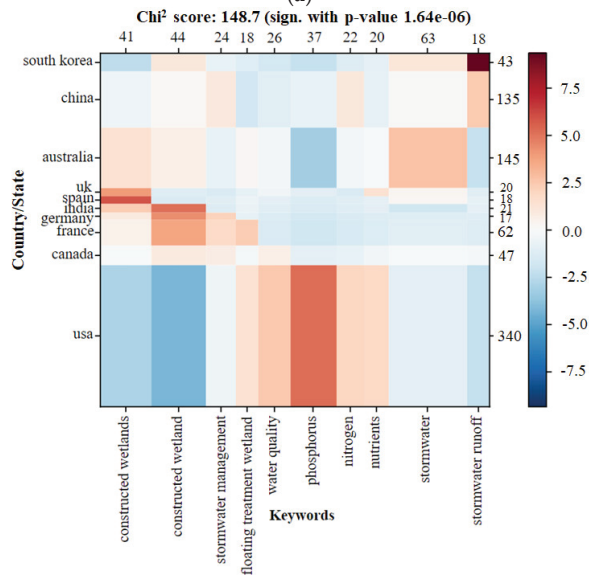 (a)
Chi² score: 148.7 (sign. with p-value 1.64e-06)
41 44 24 18 26 37 22 20 63 18
south korea 43
china 135
australia 145
uk 20
spain 18
india 21
germany 17
france 62
canada 47
usa 340
Country/State
7.5
5.0
2.5
0.0
-2.5
-5.0
-7.5
constructed wetlands
constructed wetland
stormwater management
floating treatment wetland
water quality
phosphorus
nitrogen
nutrients
stormwater
stormwater runoff
Keywords